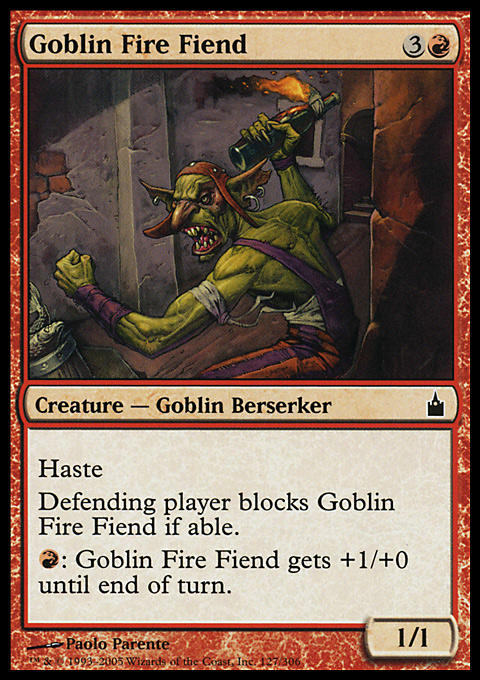 Goblin Fire Fiend 3
Creature — Goblin Berserker
Haste
Defending player blocks Goblin
Fire Fiend if able.
: Goblin Fire Fiend gets +1/+0
until end of turn.
1/1
Paolo Parente
™ & © 1993-2005 Wizards of the Coast, Inc. 127/306